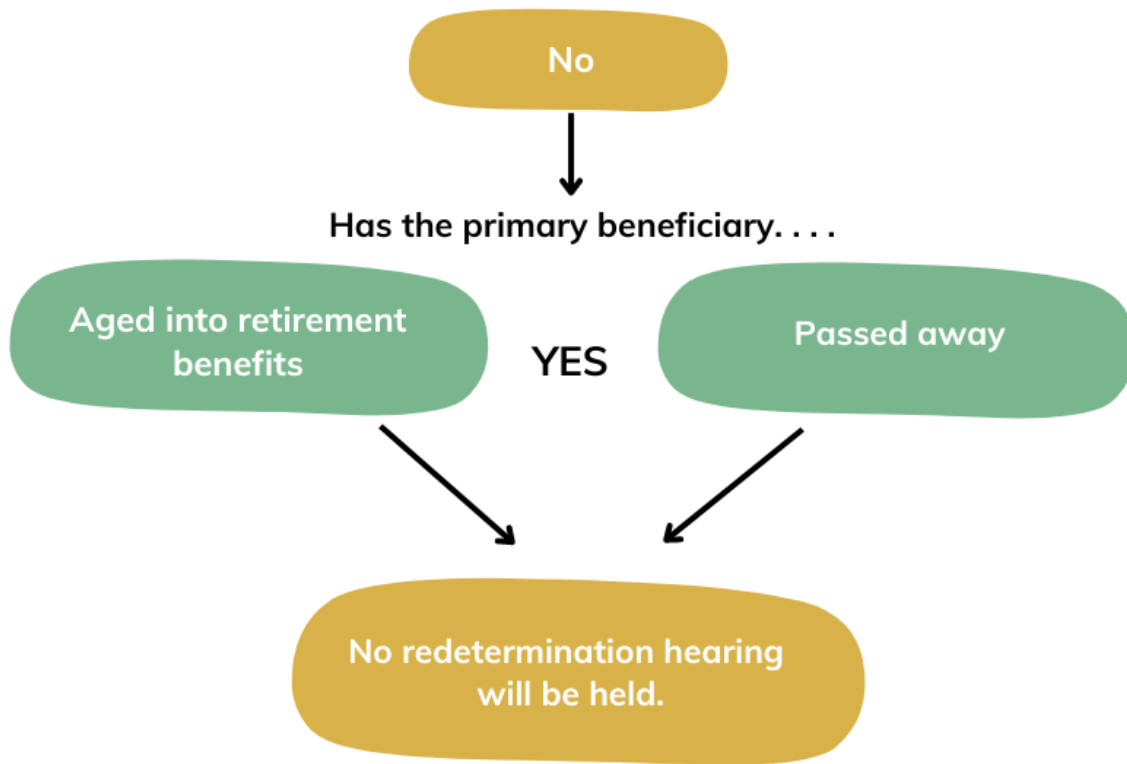 No
Has the primary beneficiary. . . .
Aged into retirement
benefits
YES
Passed away
No redetermination hearing
will be held.